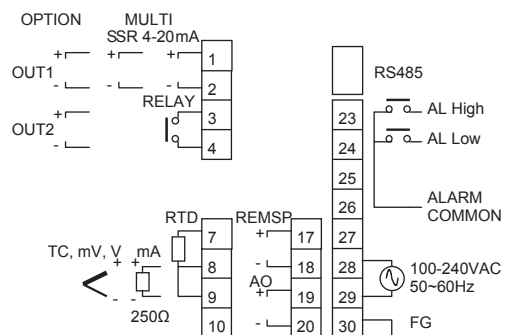 OPTION MULTI
SSR 4-20mA
+ + + 1
OUT1
- - - 2
RELAY
+ 3
OUT2
- 4
RS485
23 AL High
24 AL Low
25
26 ALARM
COMMON
RTD REMSP
7 + 17 27
TC, mV, V mA
+ + 8 - 18 28 100-240VAC
AO
- - 9 + 19 29 50~60Hz
250Ω
10 - 20 30 FG